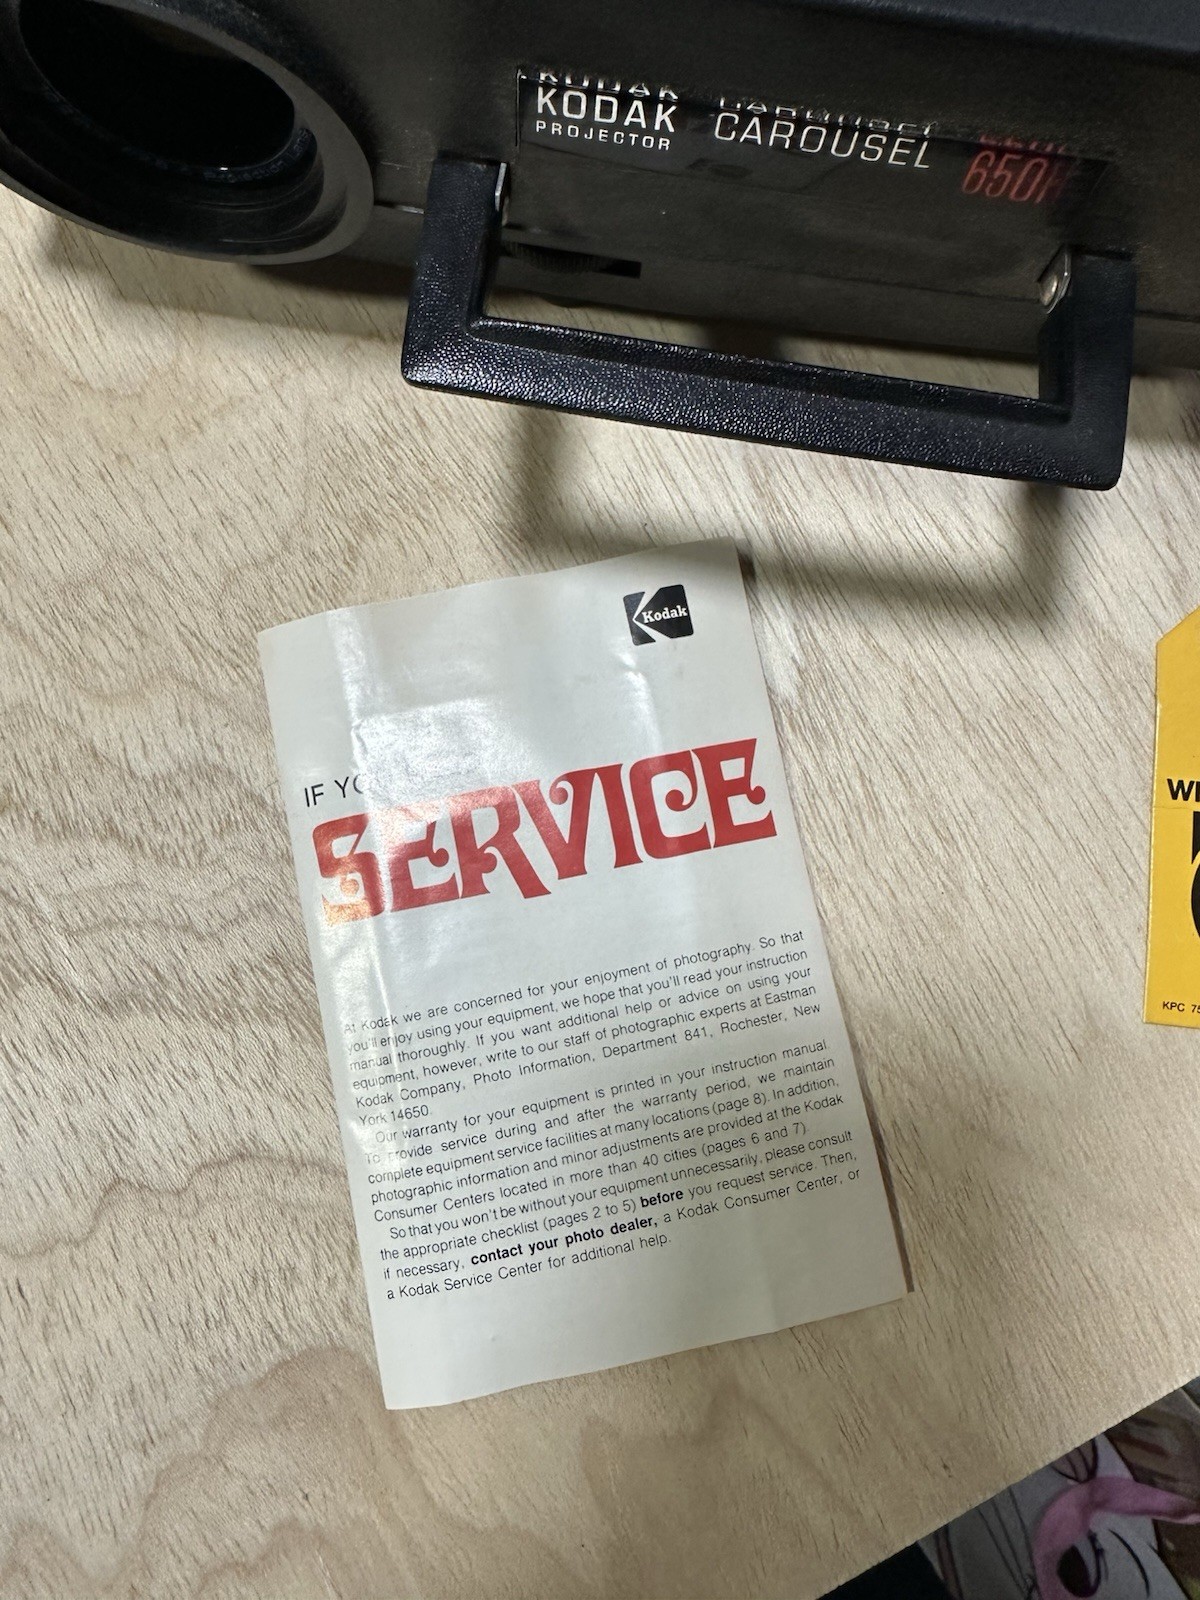 KODAK
PROJECTOR
CAROUSEL
650H
Kodak
IF YO
SERVICE
At Kodak we are concerned for your enjoyment of photography. So that
you'll enjoy using your equipment, we hope that you'll read your instruction
manual thoroughly. If you want additional help or advice on using your
equipment, however, write to our staff of photographic experts at Eastman
Kodak Company, Photo Information, Department 841, Rochester, New
York 14650.
Our warranty for your equipment is printed in your instruction manual.
To provide service during and after the warranty period, we maintain
complete equipment service facilities at many locations (page 8). In addition,
photographic information and minor adjustments are provided at the Kodak
Consumer Centers located in more than 40 cities (pages 6 and 7).
So that you won't be without your equipment unnecessarily, please consult
the appropriate checklist (pages 2 to 5) before you request service. Then,
if necessary, contact your photo dealer, a Kodak Consumer Center, or
a Kodak Service Center for additional help.
KPC 75